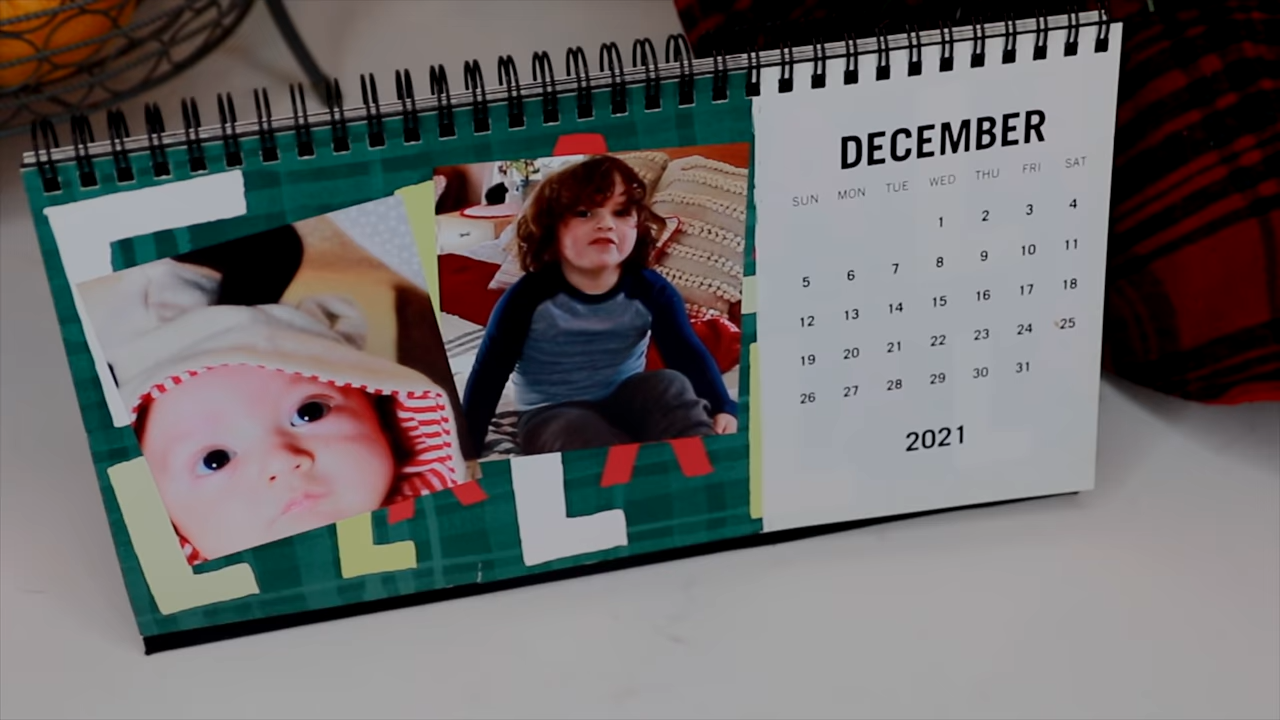 DECEMBER
SUN MON TUE WED THU FRI SAT
1 2 3 4
5 6 7 8 9 10 11
12 13 14 15 16 17 18
19 20 21 22 23 24 25
26 27 28 29 30 31
2021